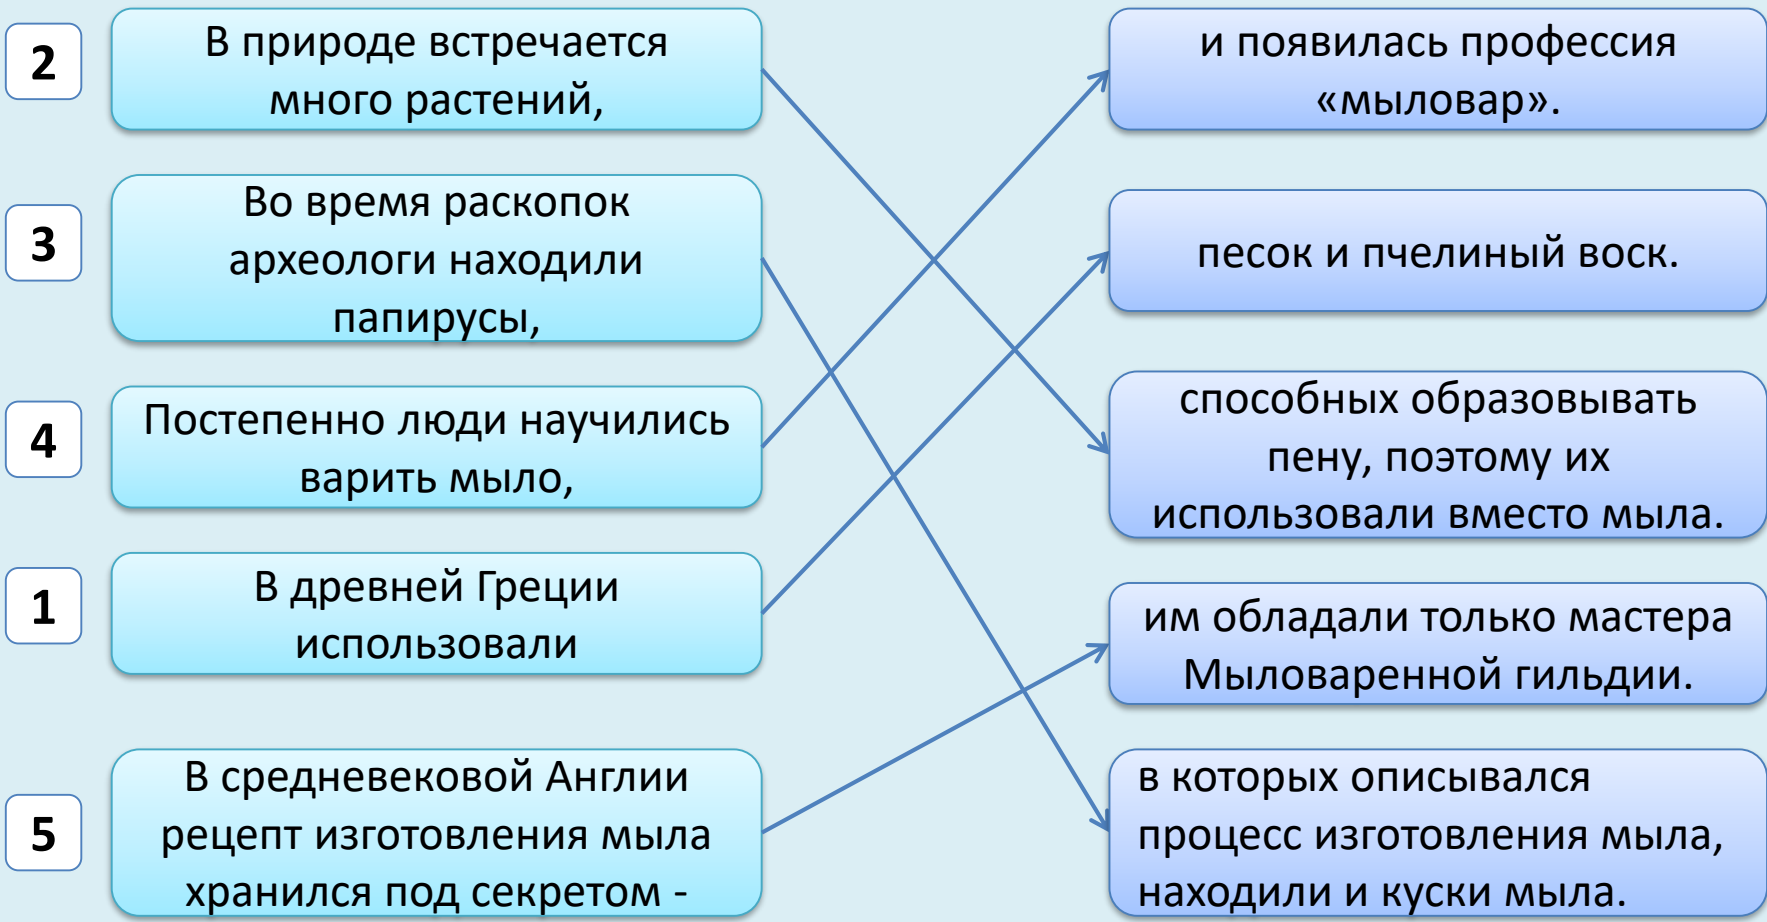 2
В природе встречается
много растений,
и появилась профессия
«мыловар».
3
Во время раскопок
археологи находили
папирусы,
песок и пчелиный воск.
4
Постепенно люди научились
варить мыло,
способных образовывать
пену, поэтому их
использовали вместо мыла.
1
В древней Греции
использовали
им обладали только мастера
Мыловаренной гильдии.
5
В средневековой Англии
рецепт изготовления мыла
хранился под секретом -
в которых описывался
процесс изготовления мыла,
находили и куски мыла.